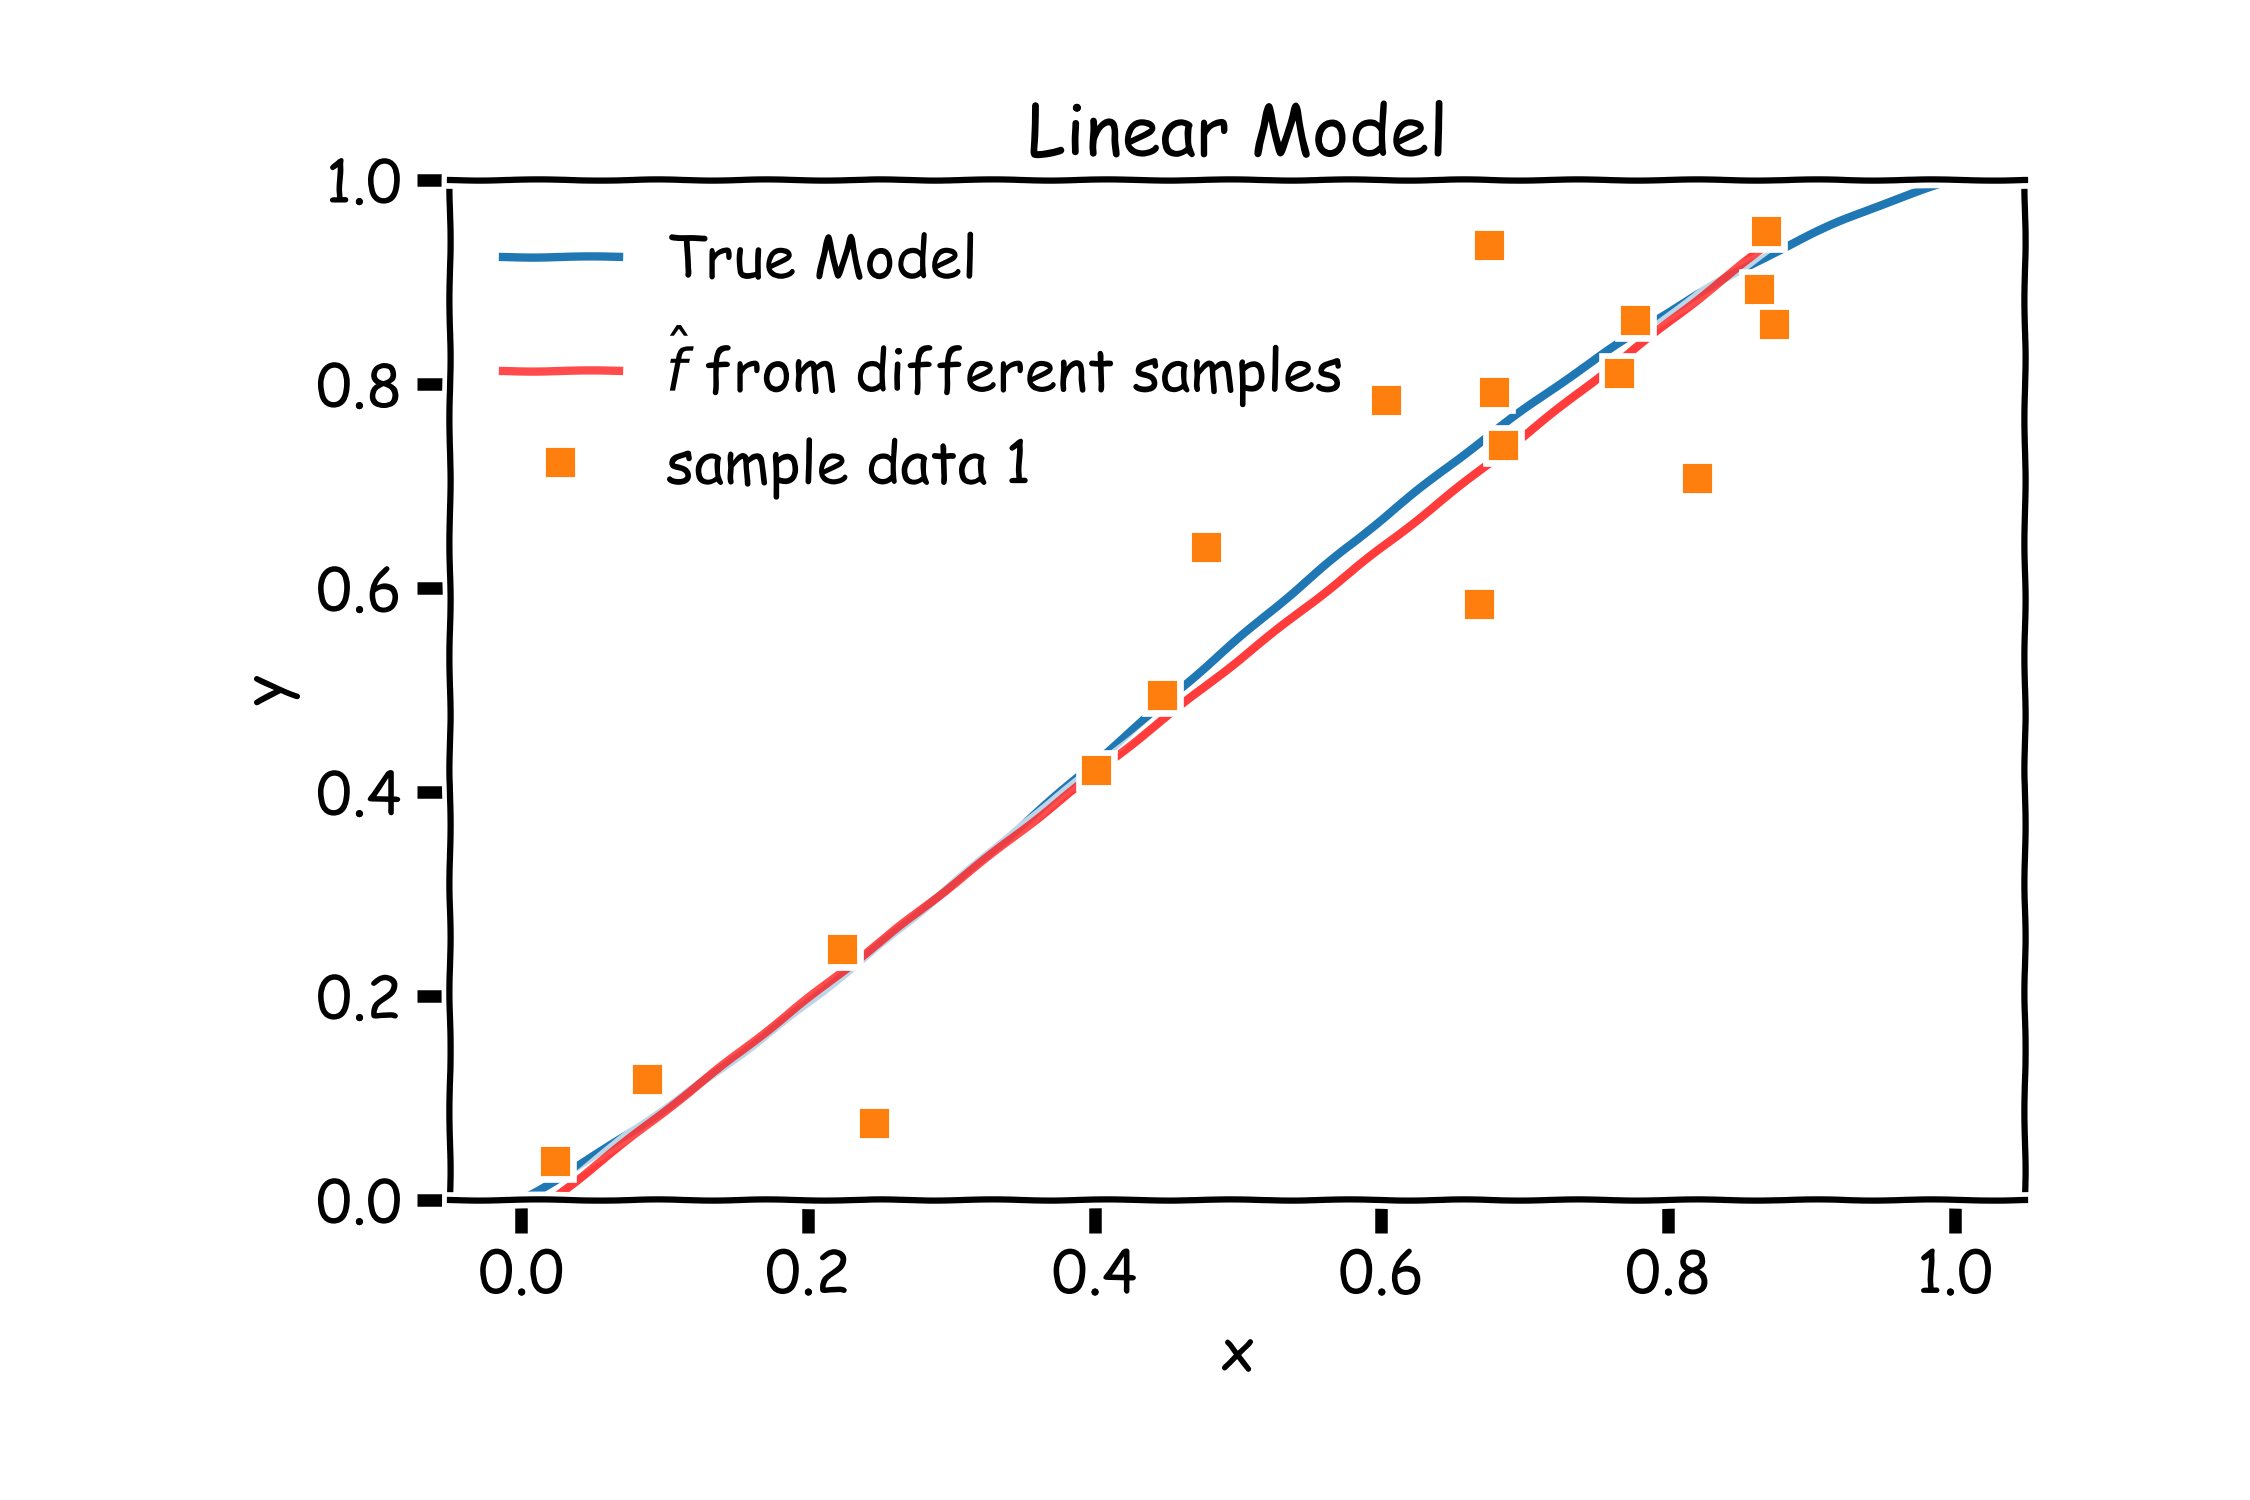 Linear Model
1.0
True Model
f̂ from different samples
0.8
sample data 1
0.6
y
0.4
0.2
0.0
0.0 0.2 0.4 0.6 0.8 1.0
x